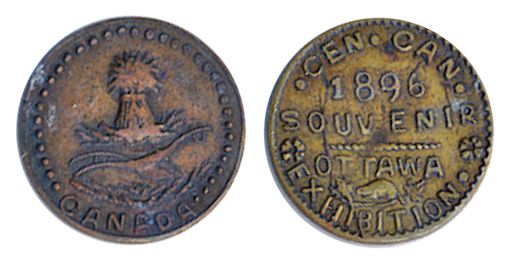 CANADA
CEN · CAN ·
1896
SOUVENIR
OTTAWA
EXHIBITION ·